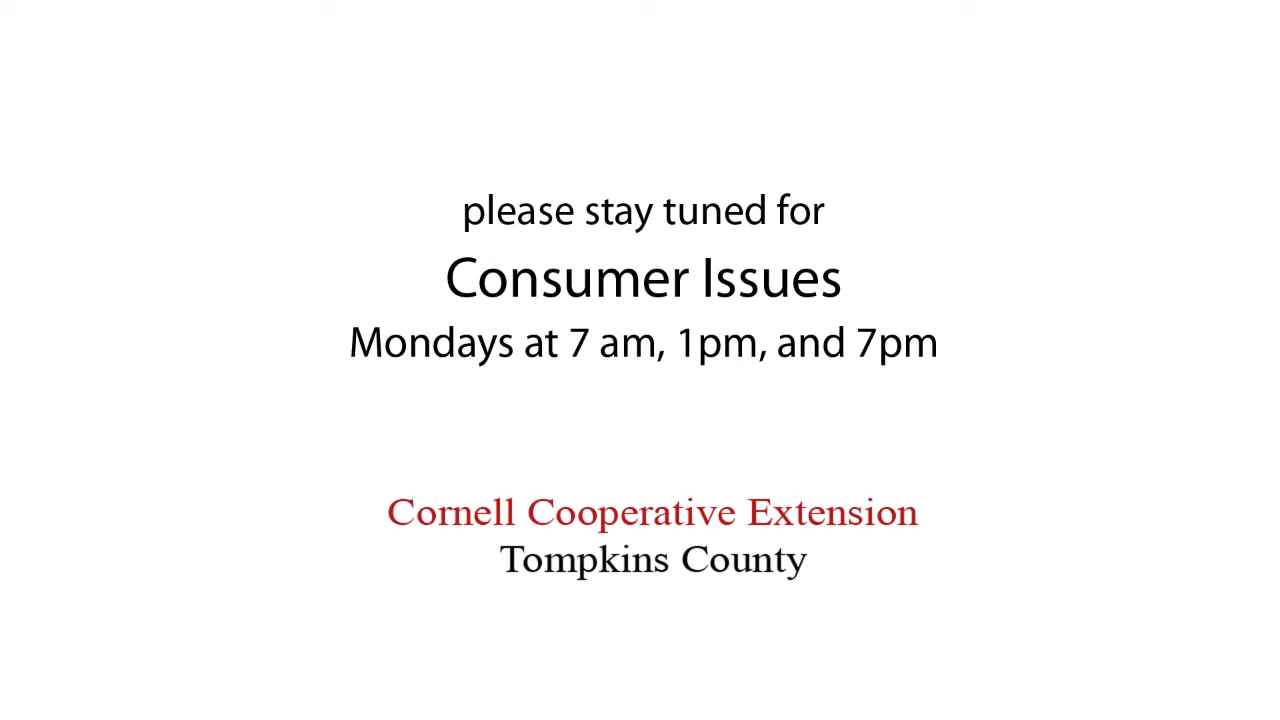 please stay tuned for
Consumer Issues
Mondays at 7 am, 1pm, and 7pm
Cornell Cooperative Extension
Tompkins County